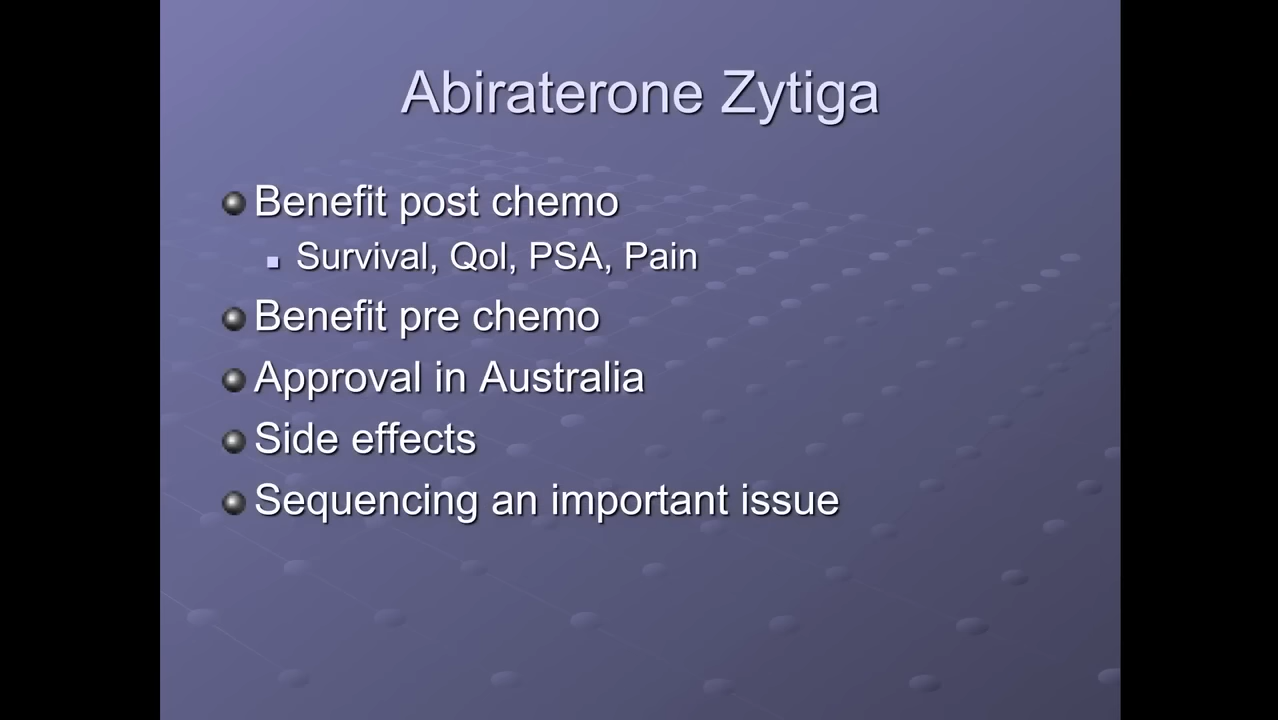 Abiraterone Zytiga
Benefit post chemo
Survival, Qol, PSA, Pain
Benefit pre chemo
Approval in Australia
Side effects
Sequencing an important issue